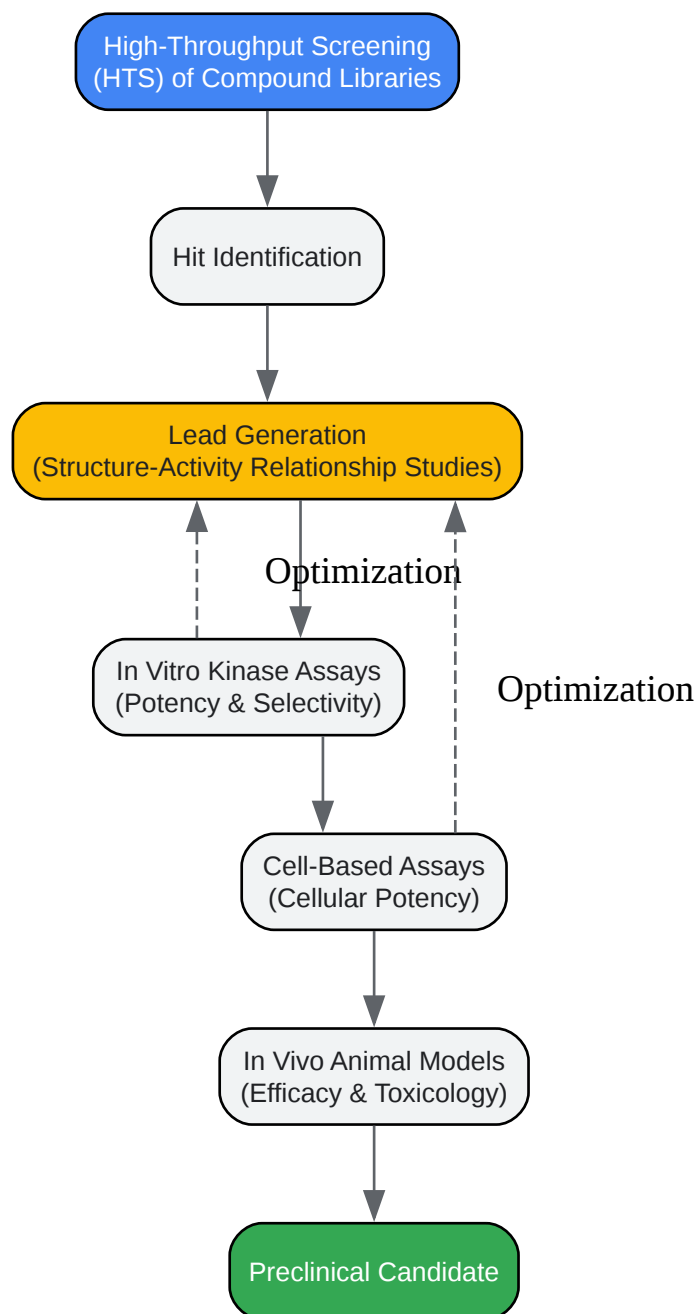 High-Throughput Screening
(HTS) of Compound Libraries
Hit Identification
Lead Generation
(Structure-Activity Relationship Studies)
Optimization
In Vitro Kinase Assays
(Potency & Selectivity)
Optimization
Cell-Based Assays
(Cellular Potency)
In Vivo Animal Models
(Efficacy & Toxicology)
Preclinical Candidate